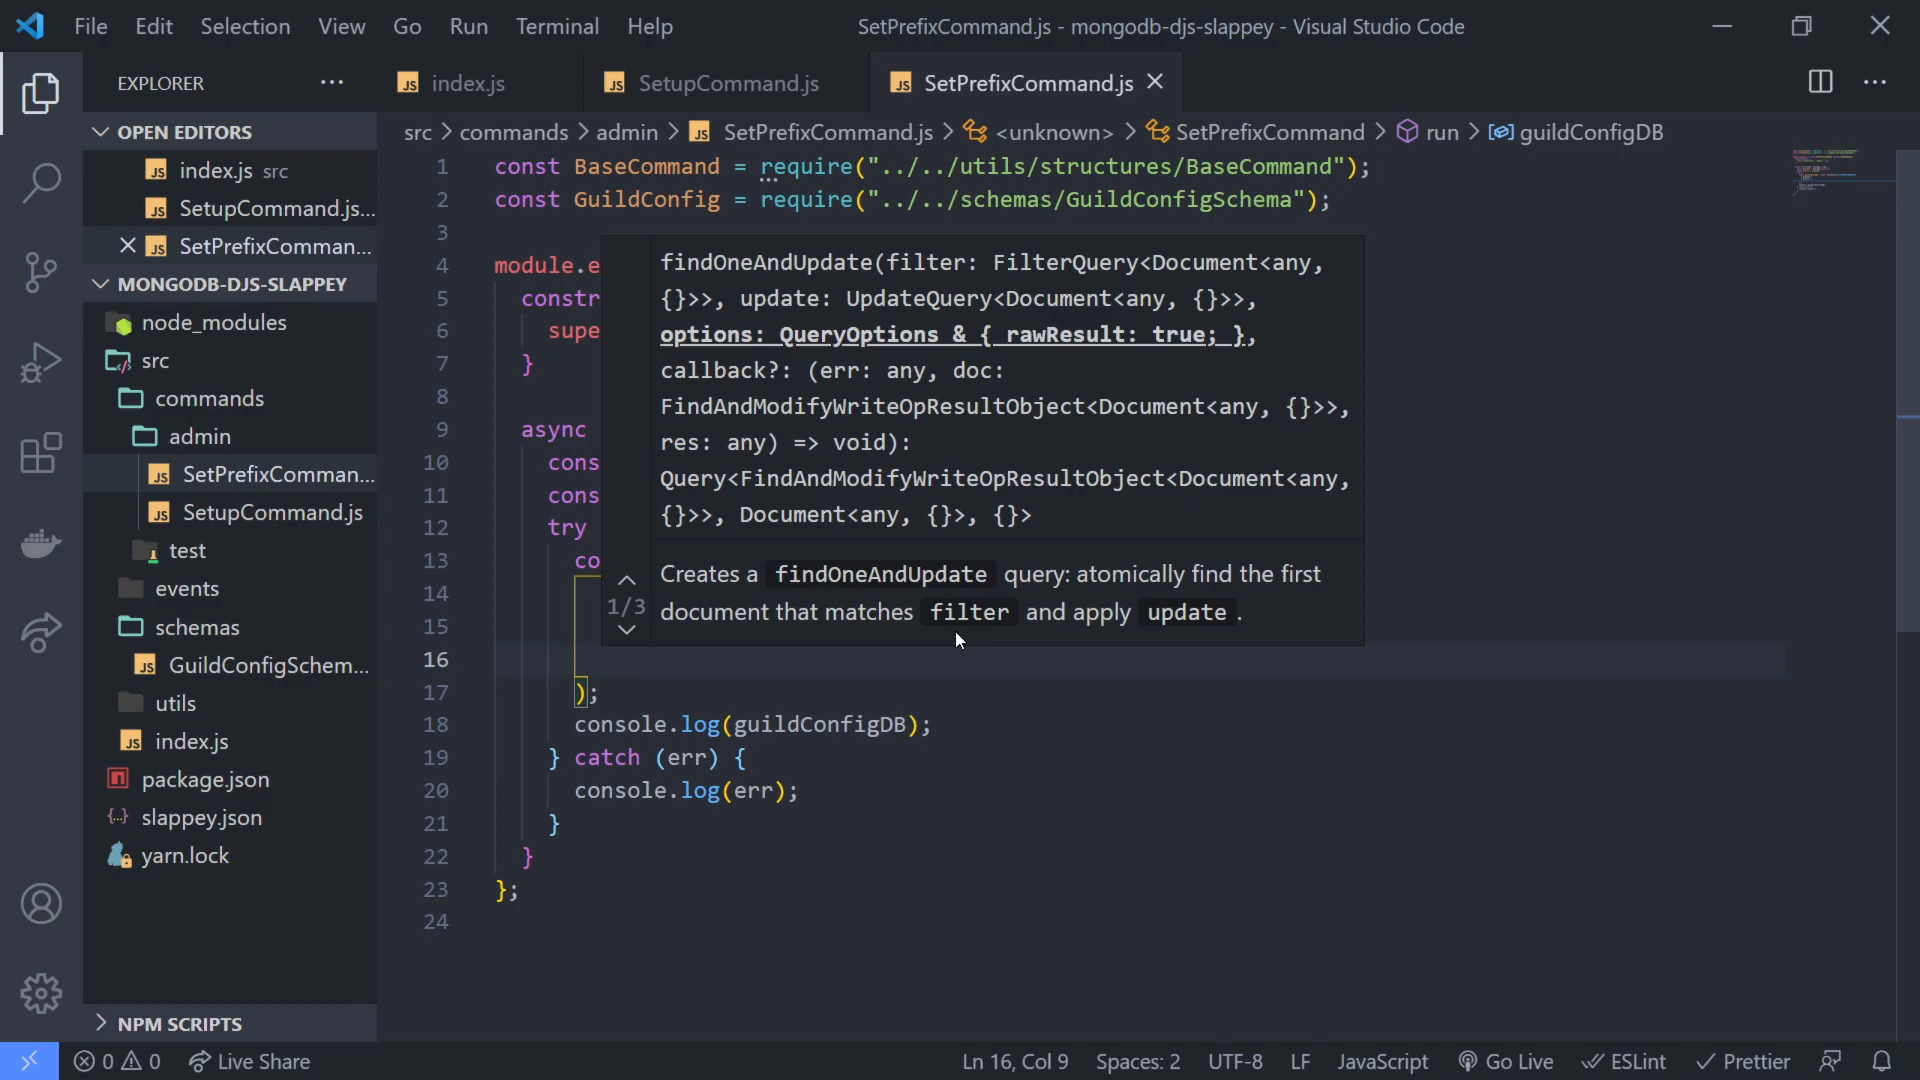 File Edit Selection View Go Run Terminal Help
SetPrefixCommand.js - mongodb-djs-slappey - Visual Studio Code
EXPLORER
JS index.js
JS SetupCommand.js
JS SetPrefixCommand.js
src > commands > admin > JS SetPrefixCommand.js > <unknown> > SetPrefixCommand > run > guildConfigDB
OPEN EDITORS
JS index.js src
JS SetupCommand.js...
JS SetPrefixComman...
MONGODB-DJS-SLAPPEY
node_modules
src
commands
admin
JS SetPrefixComman...
JS SetupCommand.js
test
events
schemas
JS GuildConfigSchem...
utils
JS index.js
package.json
slappey.json
yarn.lock
NPM SCRIPTS
1 const BaseCommand = require("../../utils/structures/BaseCommand");
2 const GuildConfig = require("../../schemas/GuildConfigSchema");
3
4 module.e
5 constr
6 supe
7 }
8
9 async
10 cons
11 cons
12 try
13 co
14
15
16
17 );
18 console.log(guildConfigDB);
19 } catch (err) {
20 console.log(err);
21 }
22 }
23 };
24
findOneAndUpdate(filter: FilterQuery<Document<any,
{}>>, update: UpdateQuery<Document<any, {}>>,
options: QueryOptions & { rawResult: true; },
callback?: (err: any, doc:
FindAndModifyWriteOpResultObject<Document<any, {}>>,
res: any) => void):
Query<FindAndModifyWriteOpResultObject<Document<any,
{}>>, Document<any, {}>, {}>
1/3
Creates a findOneAndUpdate query: atomically find the first
document that matches filter and apply update.
0 0 Live Share
Ln 16, Col 9 Spaces: 2 UTF-8 LF JavaScript Go Live ESLint Prettier